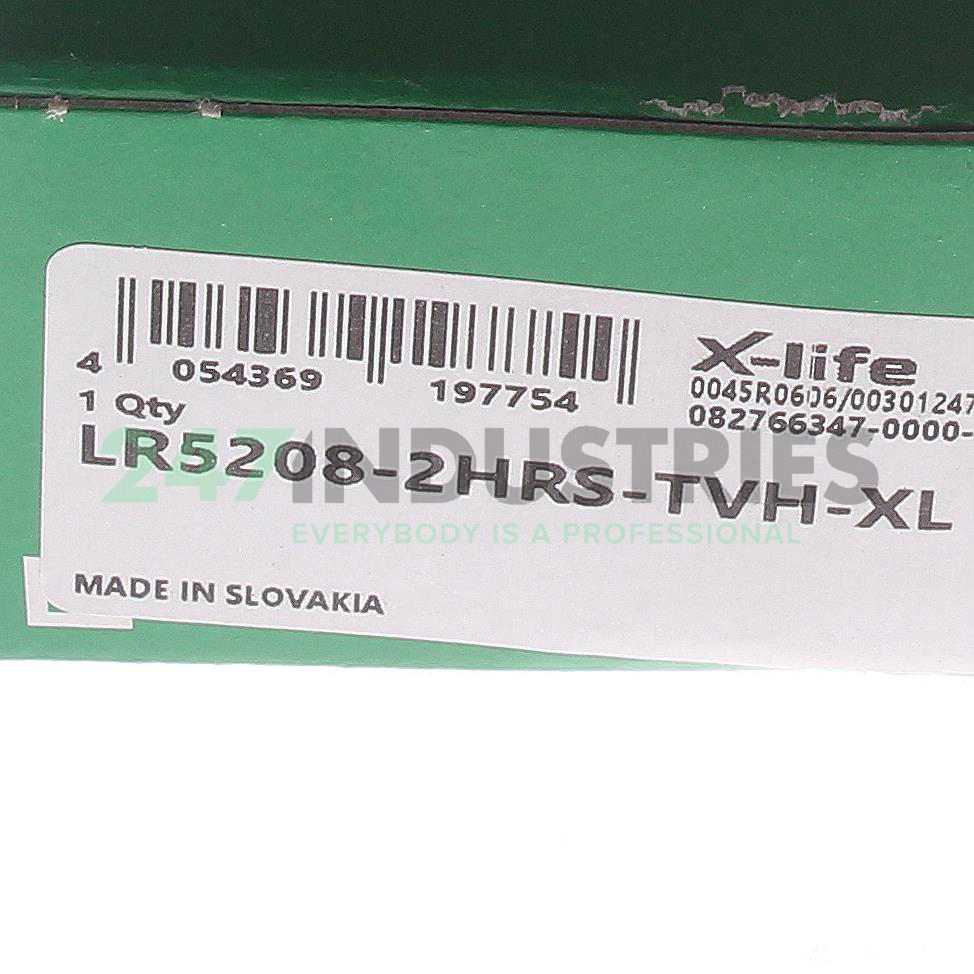 4 054369 197754
X-life
0045R0606/00301247
082766347-0000-
1 Qty
LR5208-2HRS-TVH-XL
247INDUSTRIES
EVERYBODY IS A PROFESSIONAL
MADE IN SLOVAKIA